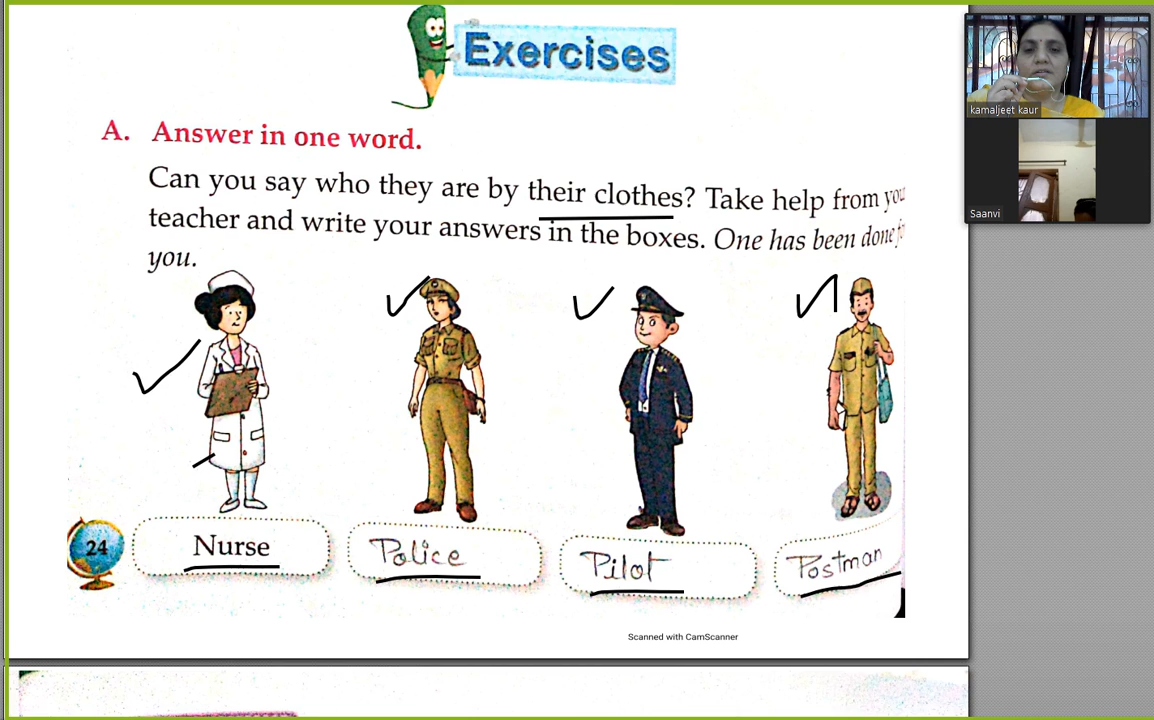 Exercises
A. Answer in one word.
Can you say who they are by their clothes? Take help from you
teacher and write your answers in the boxes. One has been done f
you.
24
Nurse
Police
Pilot
Postman
Scanned with CamScanner
kamaljeet kaur
Saanvi